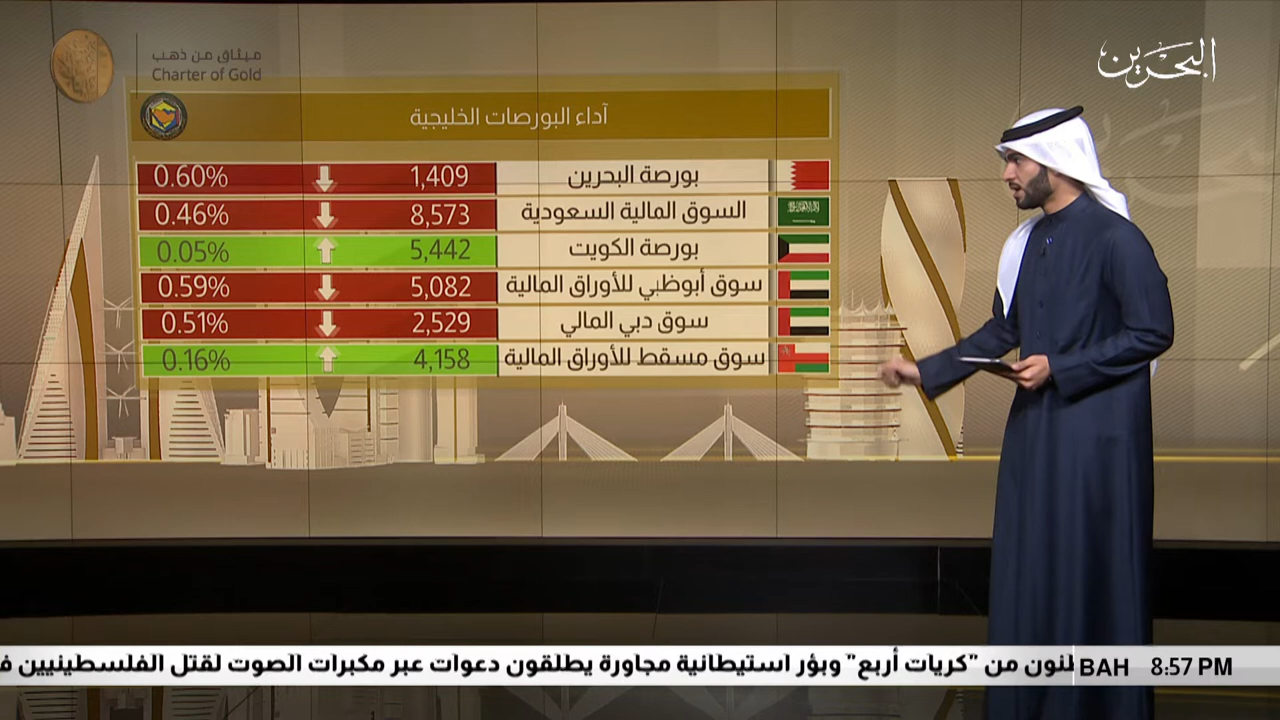 ميثاق من ذهب
Charter of Gold
البحرين
آداء البورصات الخليجية
بورصة البحرين 1,409 0.60%
السوق المالية السعودية 8,573 0.46%
بورصة الكويت 5,442 0.05%
سوق أبوظبي للأوراق المالية 5,082 0.59%
سوق دبي المالي 2,529 0.51%
سوق مسقط للأوراق المالية 4,158 0.16%
من "كريات أربع" وبؤر استيطانية مجاورة يطلقون دعوات عبر مكبرات الصوت لقتل الفلسطينيين
BAH 8:57 PM